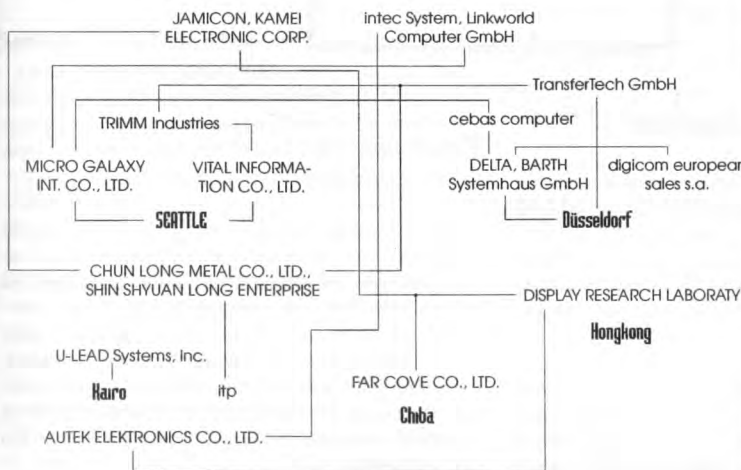 JAMICON, KAMEI
ELECTRONIC CORP.
intec System, Linkworld
Computer GmbH
TransferTech GmbH
TRIMM Industries
cebas computer
MICRO GALAXY
INT. CO., LTD.
VITAL INFORMA-
TION CO., LTD.
DELTA, BARTH
Systemhaus GmbH
digicom european
sales s.a.
SEATTLE
Düsseldorf
CHUN LONG METAL CO., LTD.,
SHIN SHYUAN LONG ENTERPRISE
DISPLAY RESEARCH LABORATY
Hongkong
U-LEAD Systems, Inc.
Kairo
itp
FAR COVE CO., LTD.
Chiba
AUTEK ELEKTRONICS CO., LTD.